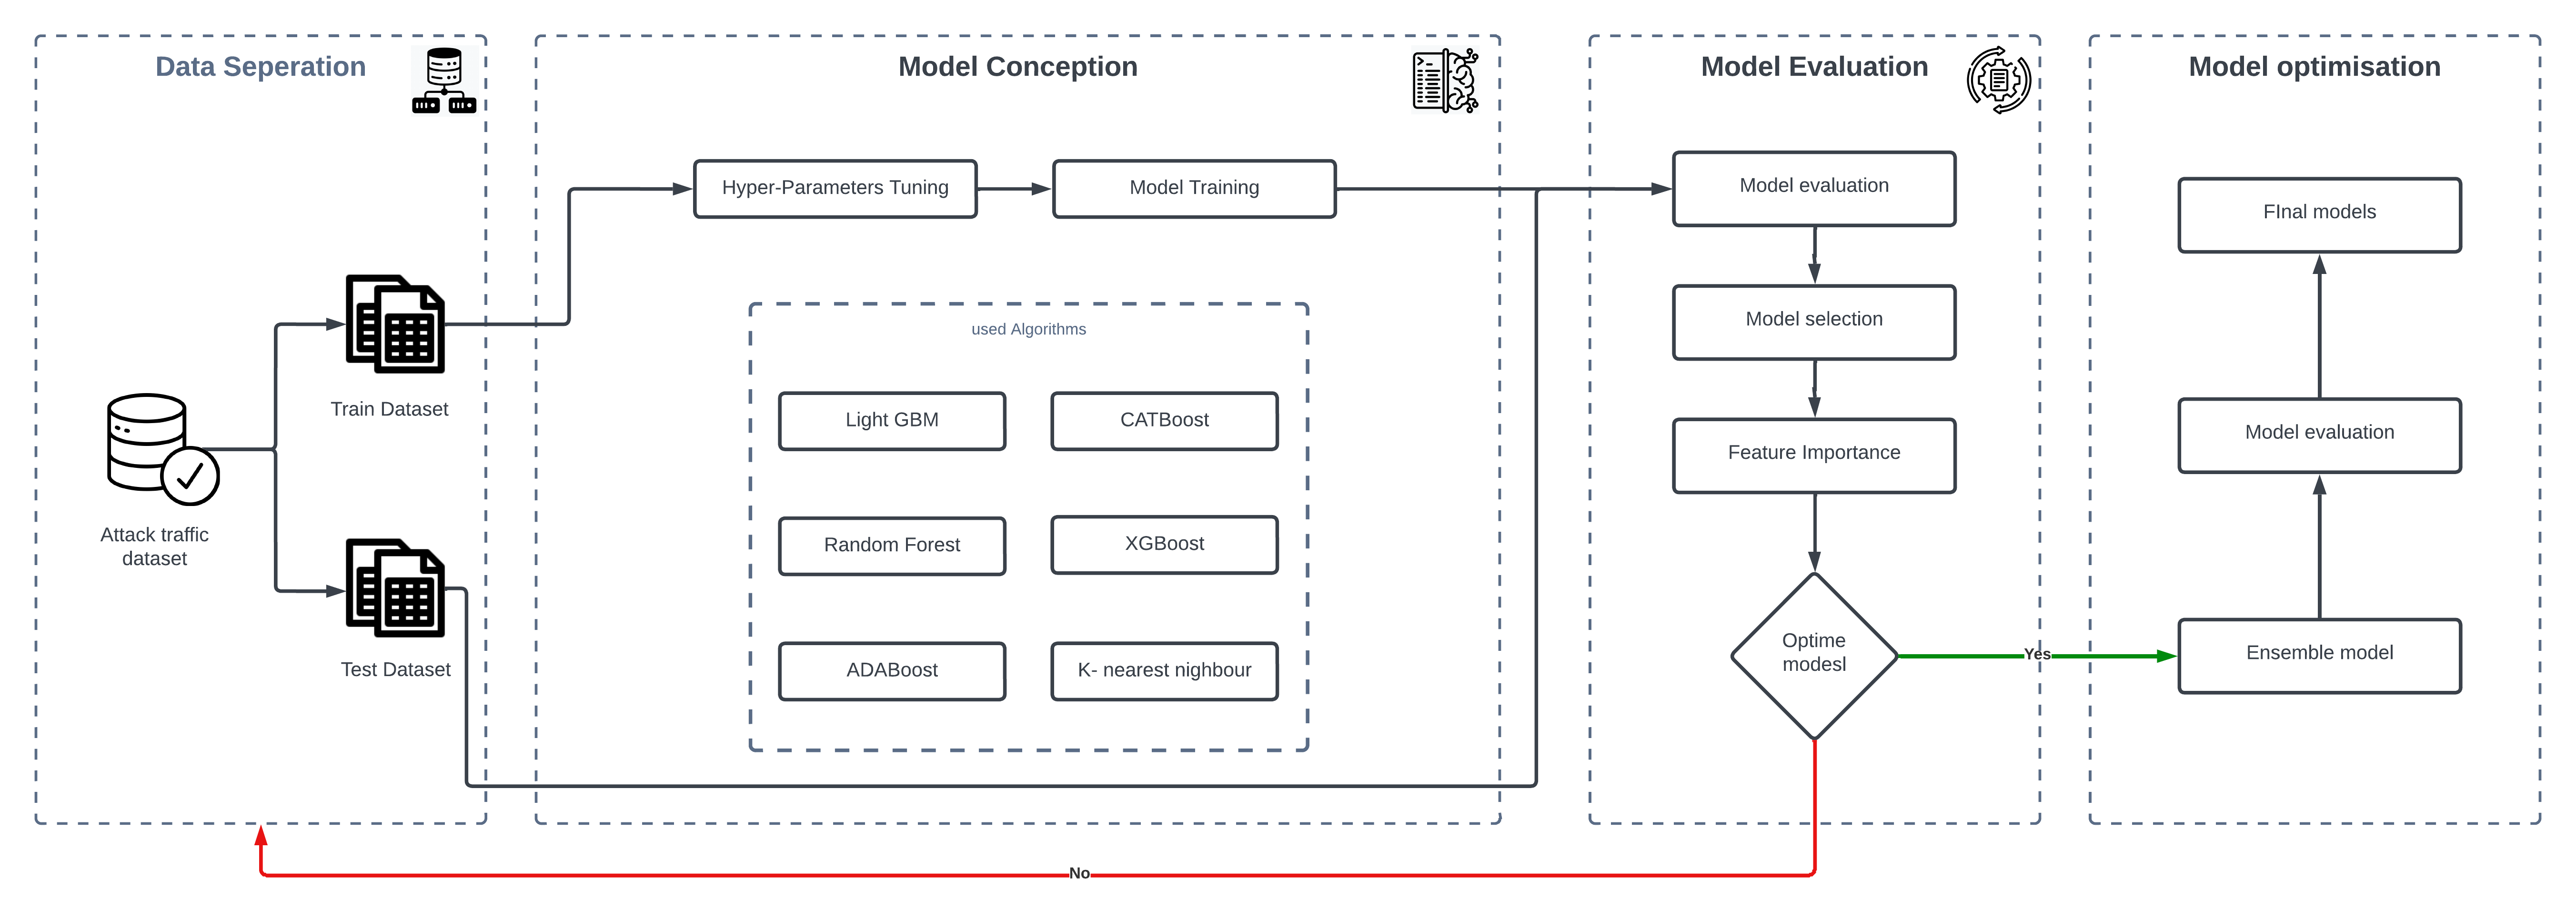 Data Seperation
Model Conception
Model Evaluation
Model optimisation
Hyper-Parameters Tuning
Model Training
Model evaluation
FInal models
Model selection
used Algorithms
Train Dataset
Light GBM
CATBoost
Feature Importance
Model evaluation
Attack traffic
dataset
Random Forest
XGBoost
Test Dataset
ADABoost
K- nearest nighbour
Optime
modesl
Yes
Ensemble model
No